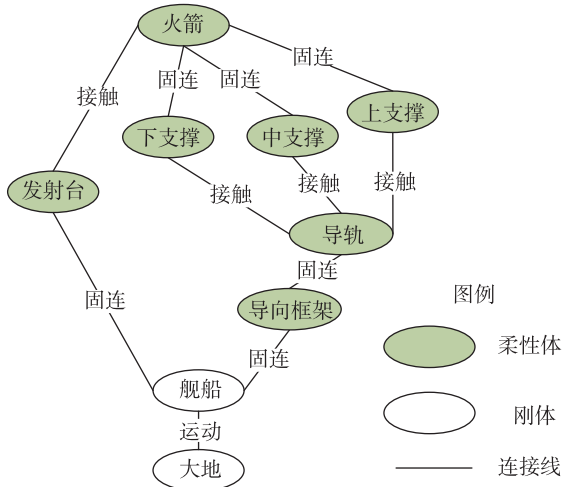 火箭
固连
固连
固连
接触
上支撑
下支撑
中支撑
接触
接触
接触
发射台
导轨
固连
图例
固连
导向框架
柔性体
固连
舰船
刚体
运动
大地
连接线